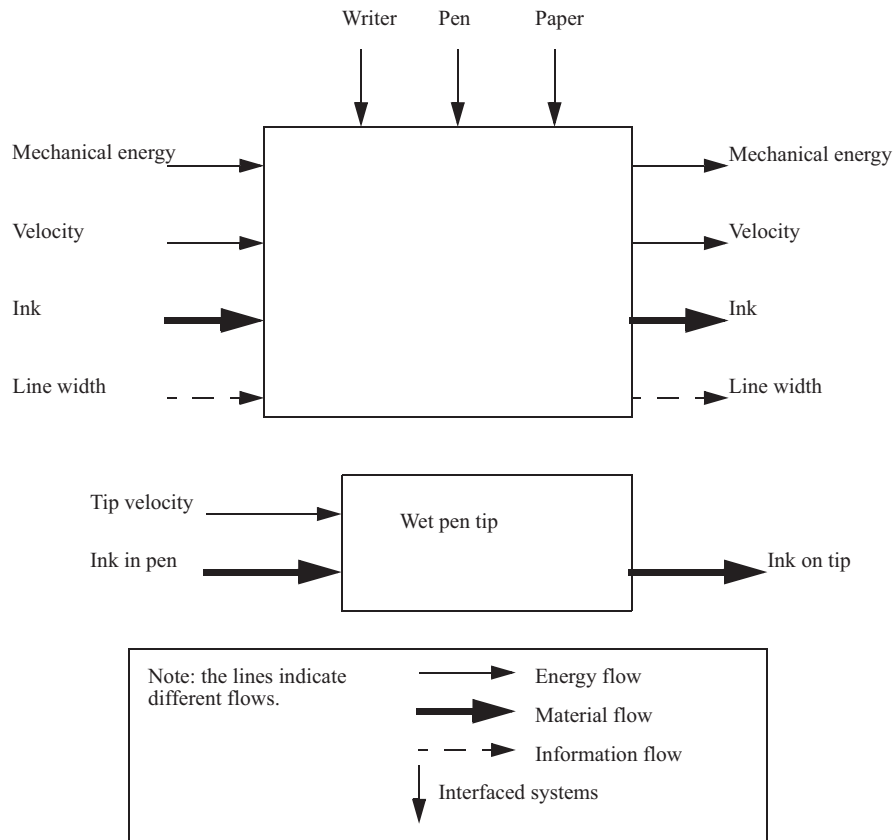 Writer Pen Paper
Mechanical energy
Mechanical energy
Velocity
Velocity
Ink
Ink
Line width
Line width
Tip velocity
Wet pen tip
Ink in pen
Ink on tip
Note: the lines indicate
different flows.
Energy flow
Material flow
Information flow
Interfaced systems